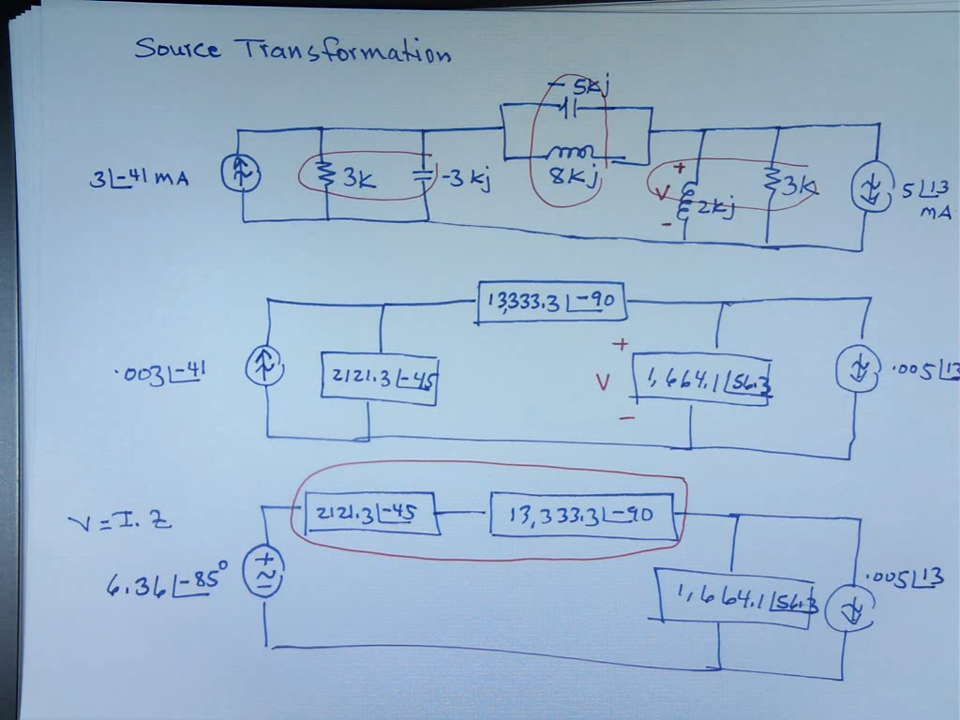 Source Transformation
-5kj
3∠-41 mA
3k
-3kj
8kj
+
V
-
2kj
3k
5∠13
mA
13,333.3∠-90
.003∠-41
2121.3∠-45
+
V
-
1,664.1∠56.3
.005∠13
V = I.Z
2121.3∠-45
13,333.3∠-90
6.36∠-85°
+
1,664.1∠56.3
.005∠13